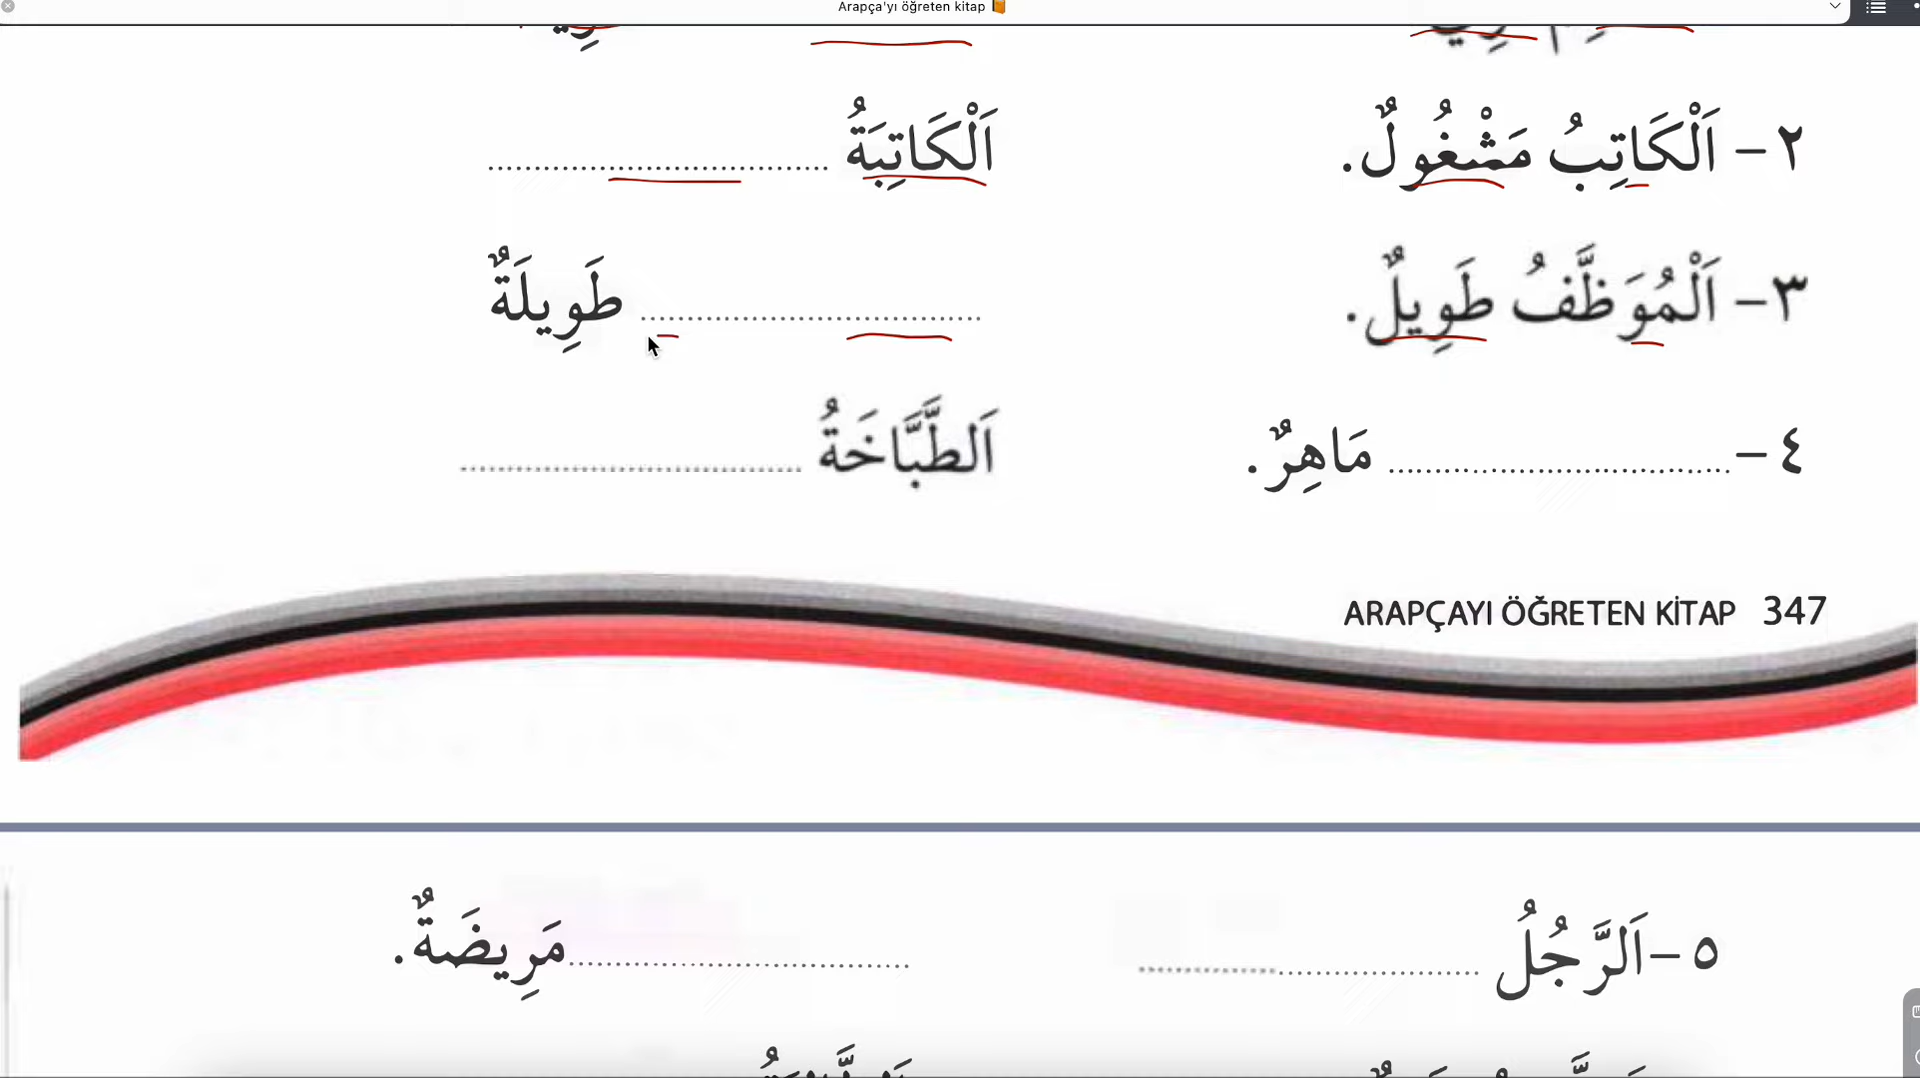 Arapça'yı öğreten kitap
٢ – اَلْكَاتِبُ مَشْغُولٌ. اَلْكَاتِبَةُ ..............................
٣ – اَلْمُوَظَّفُ طَوِيلٌ. .............................. طَوِيلَةٌ
٤ – .............................. مَاهِرٌ. اَلطَّبَّاخَةُ ..............................
ARAPÇAYI ÖĞRETEN KİTAP 347
٥ – اَلرَّجُلُ .............................. ..............................مَرِيضَةٌ.